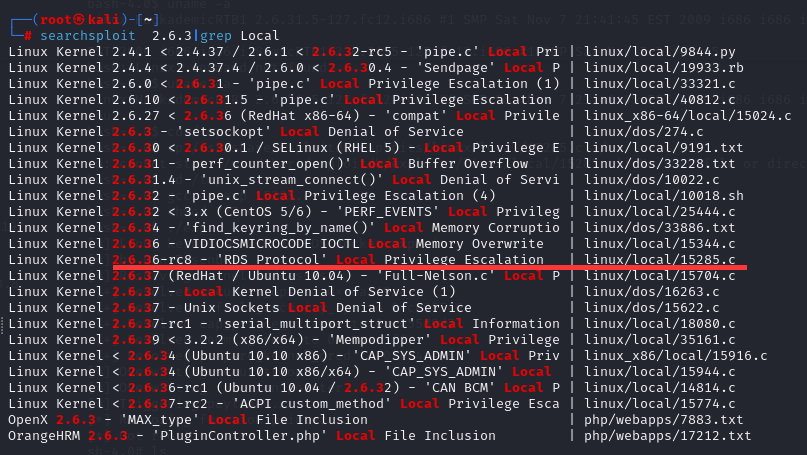 (root㉿kali)-[~]
# searchsploit 2.6.3|grep Local
Linux Kernel 2.4.1 < 2.4.37 / 2.6.1 < 2.6.32-rc5 - 'pipe.c' Local Pri | linux/local/9844.py
Linux Kernel 2.4.4 < 2.4.37.4 / 2.6.0 < 2.6.30.4 - 'Sendpage' Local P | linux/local/19933.rb
Linux Kernel 2.6.0 < 2.6.31 - 'pipe.c' Local Privilege Escalation (1) | linux/local/33321.c
Linux Kernel 2.6.10 < 2.6.31.5 - 'pipe.c' Local Privilege Escalation | linux/local/40812.c
Linux Kernel 2.6.27 < 2.6.36 (RedHat x86-64) - 'compat' Local Privile | linux_x86-64/local/15024.c
Linux Kernel 2.6.3 - 'setsockopt' Local Denial of Service | linux/dos/274.c
Linux Kernel 2.6.30 < 2.6.30.1 / SELinux (RHEL 5) - Local Privilege E | linux/local/9191.txt
Linux Kernel 2.6.31 - 'perf_counter_open()' Local Buffer Overflow | linux/dos/33228.txt
Linux Kernel 2.6.31.4 - 'unix_stream_connect()' Local Denial of Servi | linux/dos/10022.c
Linux Kernel 2.6.32 - 'pipe.c' Local Privilege Escalation (4) | linux/local/10018.sh
Linux Kernel 2.6.32 < 3.x (CentOS 5/6) - 'PERF_EVENTS' Local Privileg | linux/local/25444.c
Linux Kernel 2.6.34 - 'find_keyring_by_name()' Local Memory Corruptio | linux/dos/33886.txt
Linux Kernel 2.6.36 - VIDIOCSMICROCODE IOCTL Local Memory Overwrite | linux/local/15344.c
Linux Kernel 2.6.36-rc8 - 'RDS Protocol' Local Privilege Escalation | linux/local/15285.c
Linux Kernel 2.6.37 (RedHat / Ubuntu 10.04) - 'Full-Nelson.c' Local P | linux/local/15704.c
Linux Kernel 2.6.37 - Local Kernel Denial of Service (1) | linux/dos/16263.c
Linux Kernel 2.6.37 - Unix Sockets Local Denial of Service | linux/dos/15622.c
Linux Kernel 2.6.37-rc1 - 'serial_multiport_struct' Local Information | linux/local/18080.c
Linux Kernel 2.6.39 < 3.2.2 (x86/x64) - 'Mempodipper' Local Privilege | linux/local/35161.c
Linux Kernel < 2.6.34 (Ubuntu 10.10 x86) - 'CAP_SYS_ADMIN' Local Priv | linux_x86/local/15916.c
Linux Kernel < 2.6.34 (Ubuntu 10.10 x86/x64) - 'CAP_SYS_ADMIN' Local | linux/local/15944.c
Linux Kernel < 2.6.36-rc1 (Ubuntu 10.04 / 2.6.32) - 'CAN BCM' Local P | linux/local/14814.c
Linux Kernel < 2.6.37-rc2 - 'ACPI custom_method' Local Privilege Esca | linux/local/15774.c
OpenX 2.6.3 - 'MAX_type' Local File Inclusion | php/webapps/7883.txt
OrangeHRM 2.6.3 - 'PluginController.php' Local File Inclusion | php/webapps/17212.txt